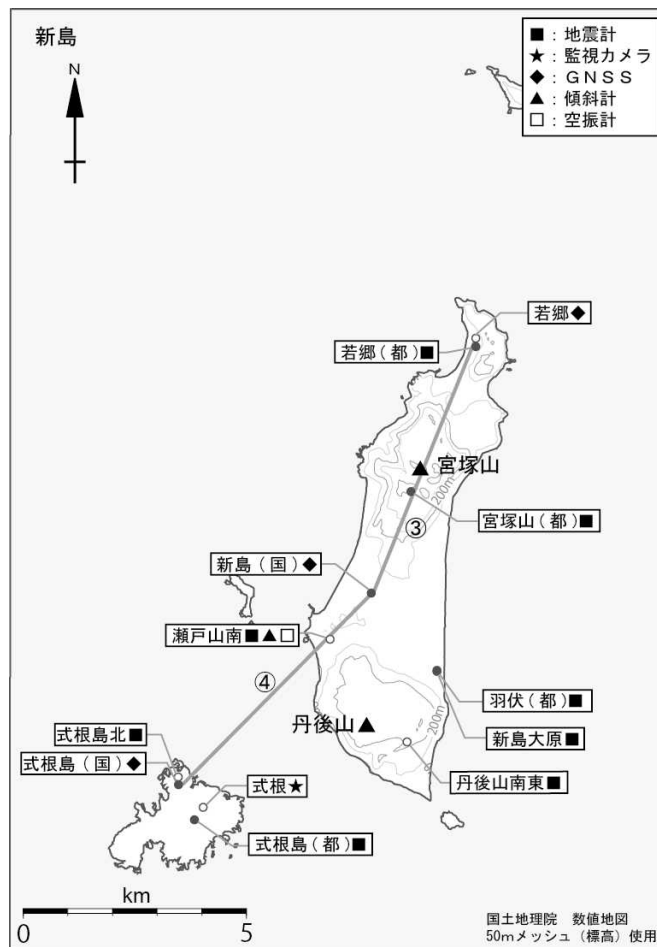 新島
■：地震計
★：監視カメラ
◆：ＧＮＳＳ
▲：傾斜計
□：空振計
N
若郷◆
若郷(都)■
宮塚山
200m
宮塚山(都)■
③
新島(国)◆
瀬戸山南■▲□
④
羽伏(都)■
200m
丹後山
新島大原■
式根島北■
式根島(国)◆
丹後山南東■
式根★
式根島(都)■
km
0 5
国土地理院　数値地図
50mメッシュ（標高）使用